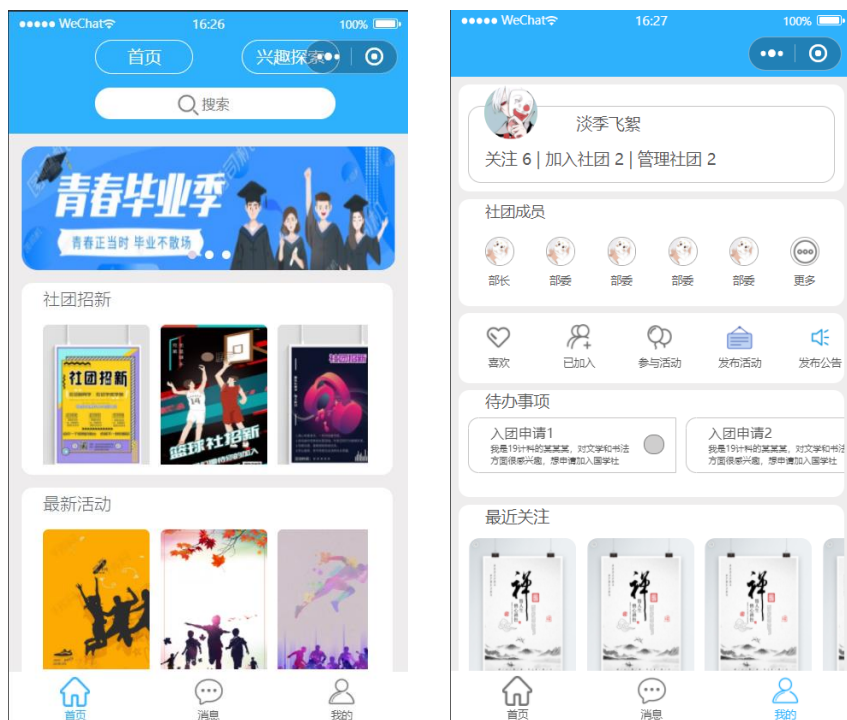 WeChat
16:26
100%
首页
兴趣探索
搜索
青春毕业季
青春正当时 毕业不散场
社团招新
社团招新
篮球社招新
最新活动
首页
消息
我的
WeChat
16:27
100%
淡季飞絮
关注 6 | 加入社团 2 | 管理社团 2
社团成员
部长
部委
部委
部委
部委
更多
喜欢
已加入
参与活动
发布活动
发布公告
待办事项
入团申请1
我是19计科的某某某，对文学和书法
方面很感兴趣，想申请加入国学社
入团申请2
我是19计科的某某某，对文学和书法
方面很感兴趣，想申请加入国学社
最近关注
禅
禅
禅
首页
消息
我的